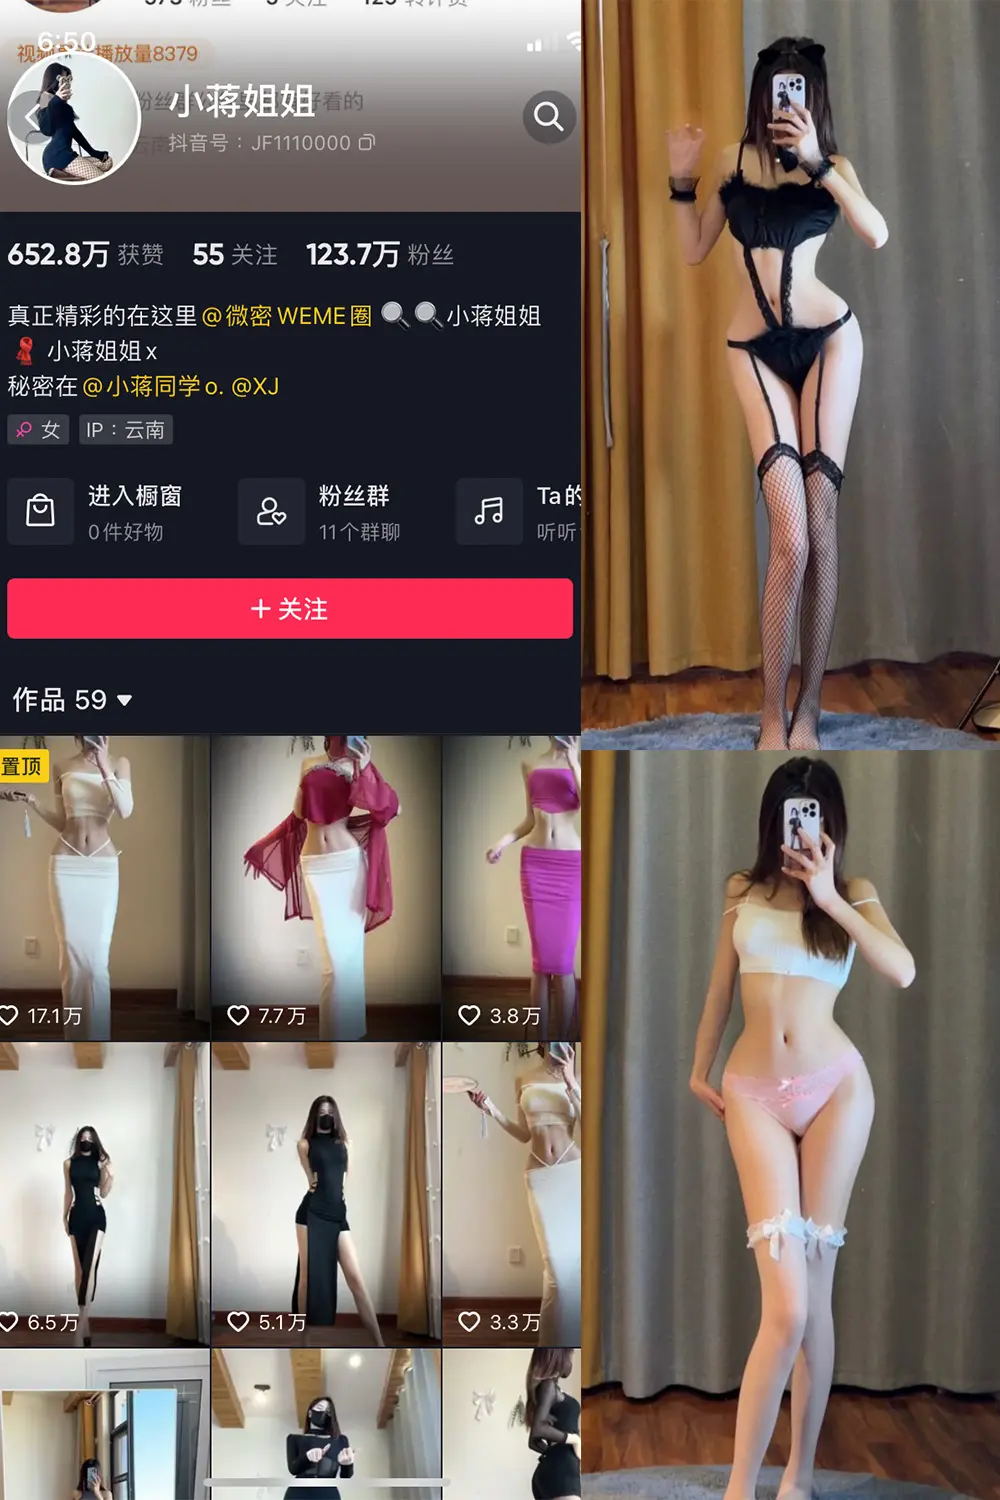 6:50
播放量8379
小蒋姐姐
抖音号：JF1110000
652.8万 获赞 55 关注 123.7万 粉丝
真正精彩的在这里@微密WEME圈 小蒋姐姐
小蒋姐姐x
秘密在@小蒋同学o. @XJ
女 IP：云南
进入橱窗
0件好物
粉丝群
11个群聊
Ta的
听听
关注
作品 59
置顶
17.1万
7.7万
3.8万
6.5万
5.1万
3.3万